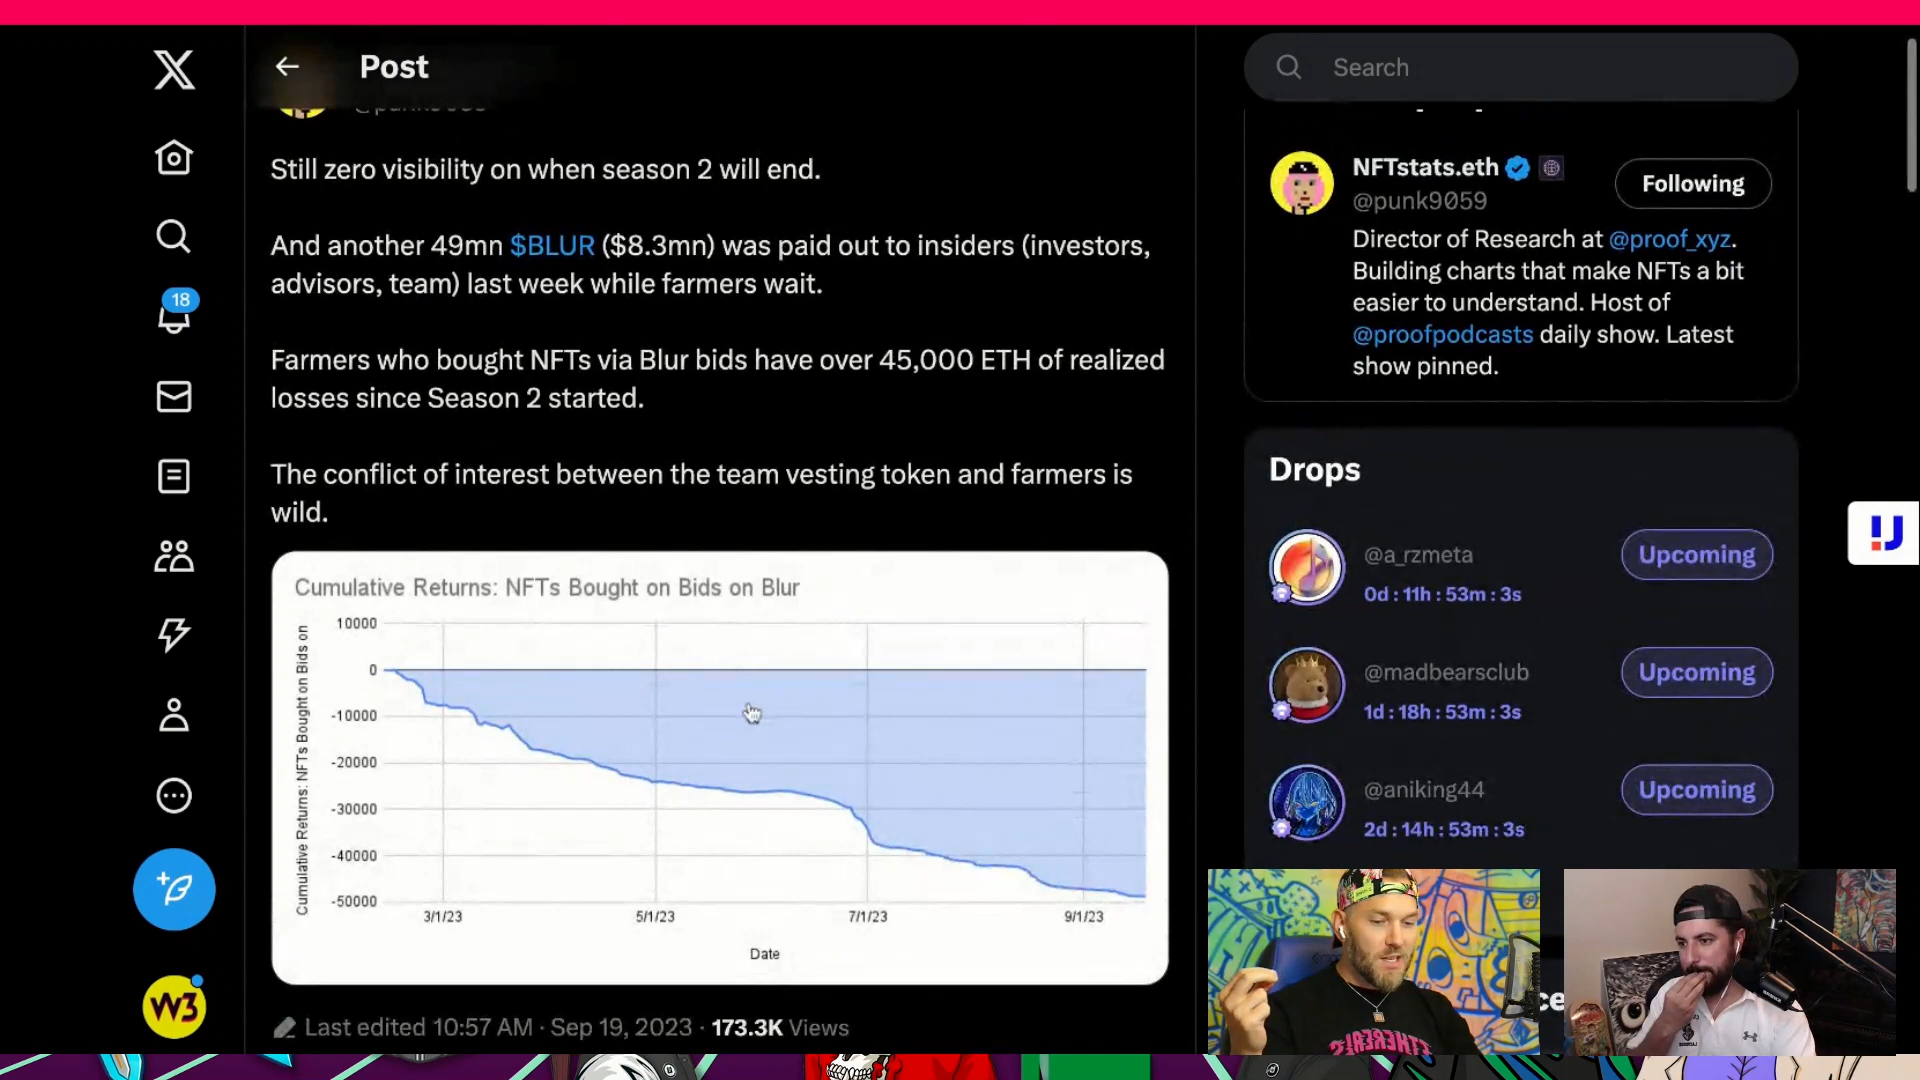 Post
Still zero visibility on when season 2 will end.
And another 49mn $BLUR ($8.3mn) was paid out to insiders (investors,
advisors, team) last week while farmers wait.
Farmers who bought NFTs via Blur bids have over 45,000 ETH of realized
losses since Season 2 started.
The conflict of interest between the team vesting token and farmers is
wild.
Cumulative Returns: NFTs Bought on Bids on Blur
Cumulative Returns: NFTs Bought on Bids on
10000
0
-10000
-20000
-30000
-40000
-50000
3/1/23
5/1/23
7/1/23
9/1/23
Date
Last edited 10:57 AM · Sep 19, 2023 · 173.3K Views
18
W3
Search
NFTstats.eth
@punk9059
Following
Director of Research at @proof_xyz.
Building charts that make NFTs a bit
easier to understand. Host of
@proofpodcasts daily show. Latest
show pinned.
Drops
@a_rzmeta
Upcoming
0d : 11h : 53m : 3s
@madbearsclub
Upcoming
1d : 18h : 53m : 3s
@aniking44
Upcoming
2d : 14h : 53m : 3s